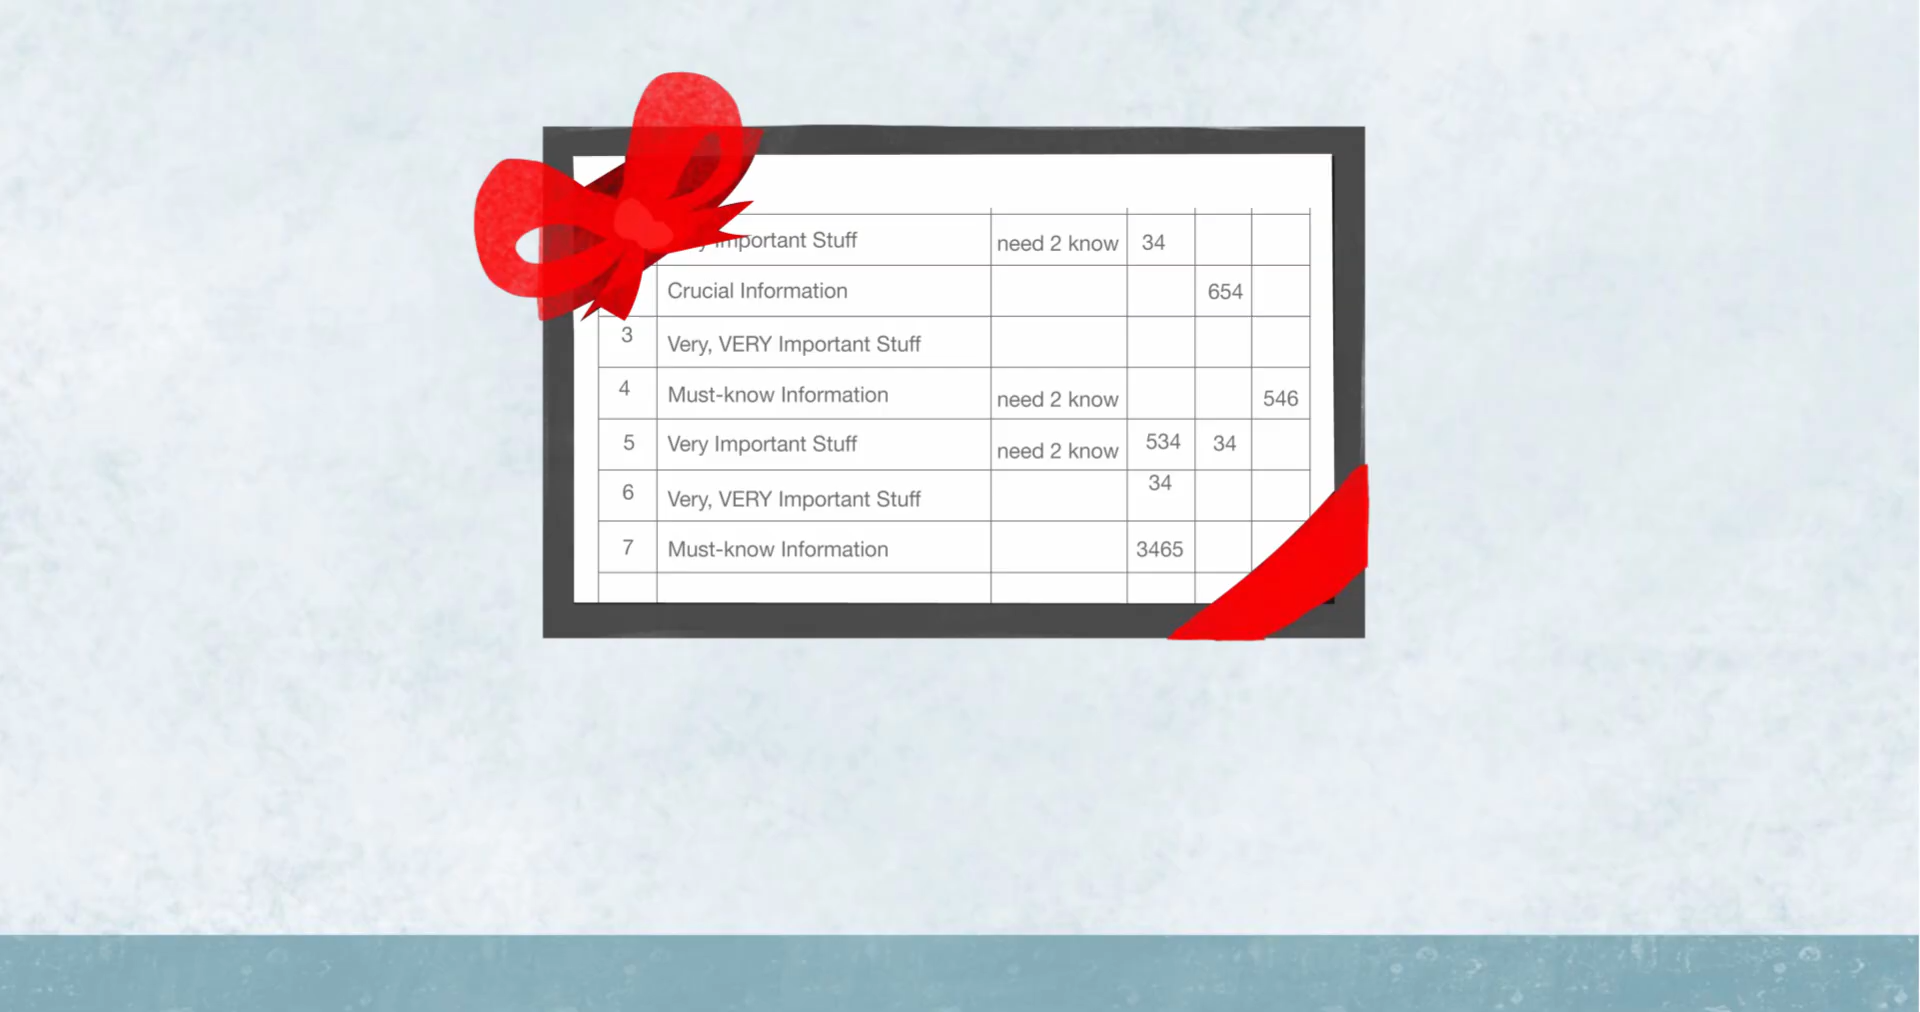 Important Stuff need 2 know 34
Crucial Information 654
3 Very, VERY Important Stuff
4 Must-know Information need 2 know 546
5 Very Important Stuff need 2 know 534 34
6 Very, VERY Important Stuff 34
7 Must-know Information 3465